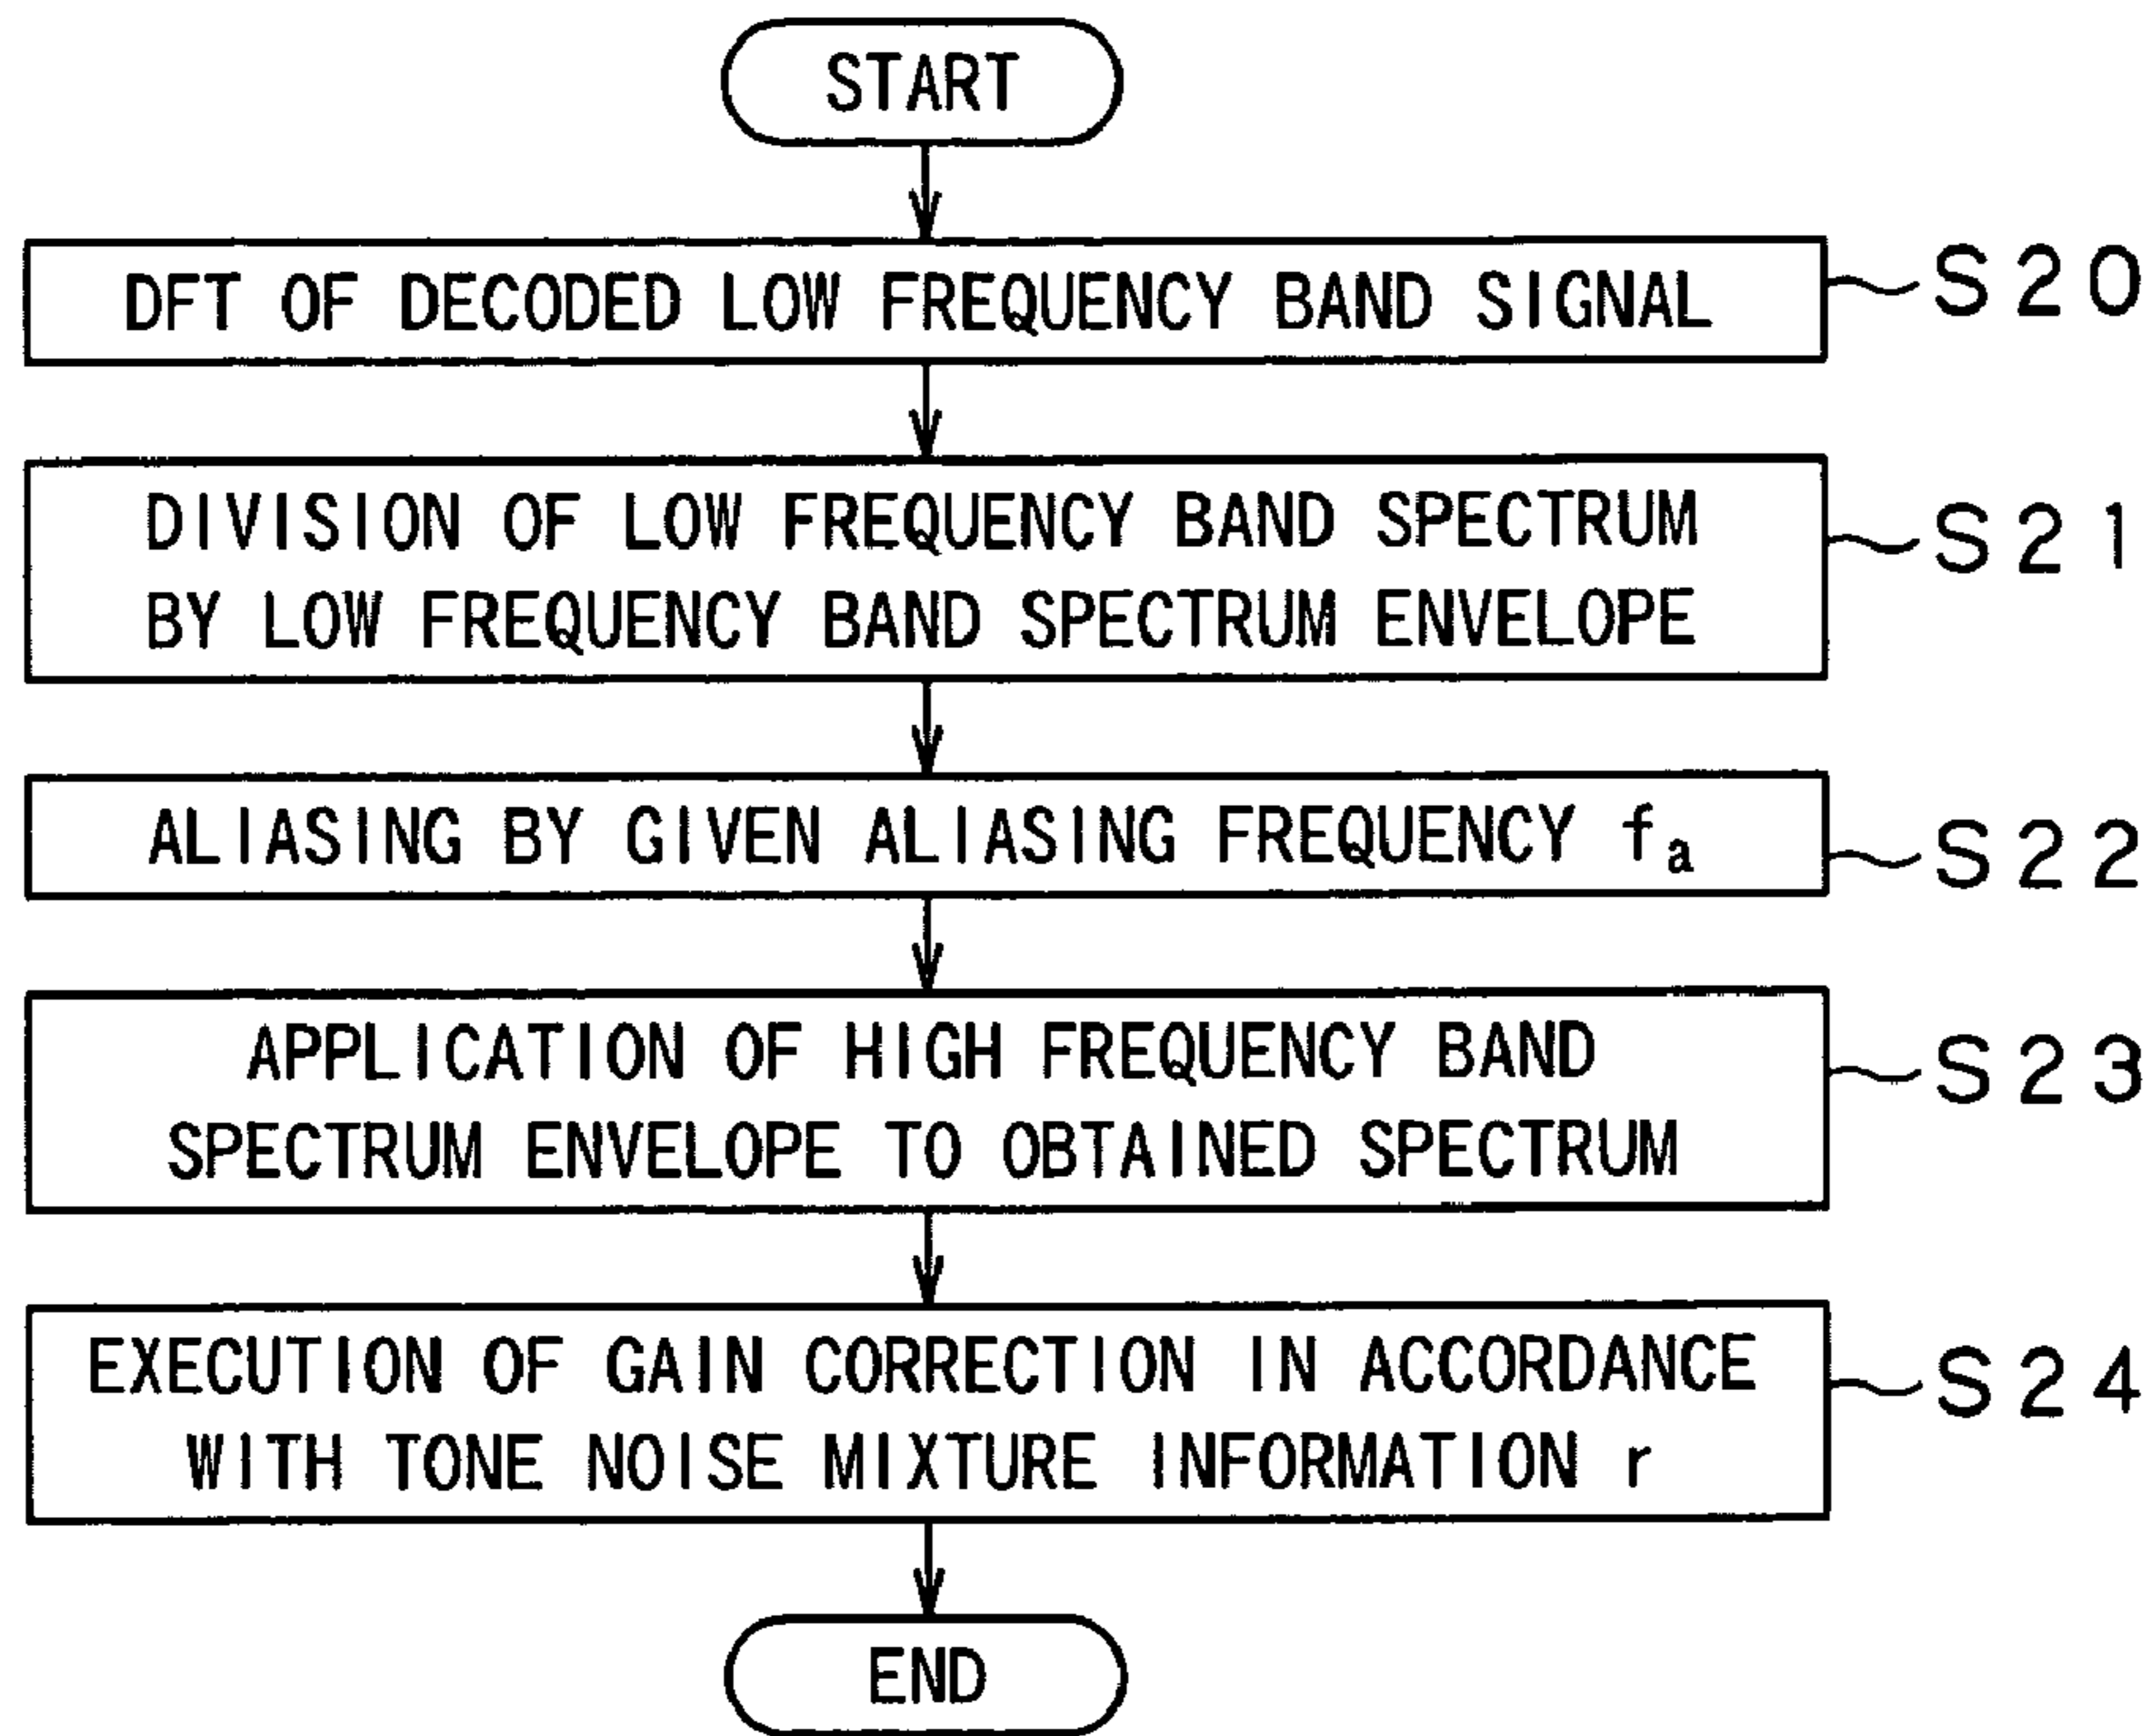 START
DFT OF DECODED LOW FREQUENCY BAND SIGNAL
S20
DIVISION OF LOW FREQUENCY BAND SPECTRUM
BY LOW FREQUENCY BAND SPECTRUM ENVELOPE
S21
ALIASING BY GIVEN ALIASING FREQUENCY fa
S22
APPLICATION OF HIGH FREQUENCY BAND
SPECTRUM ENVELOPE TO OBTAINED SPECTRUM
S23
EXECUTION OF GAIN CORRECTION IN ACCORDANCE
WITH TONE NOISE MIXTURE INFORMATION r
S24
END